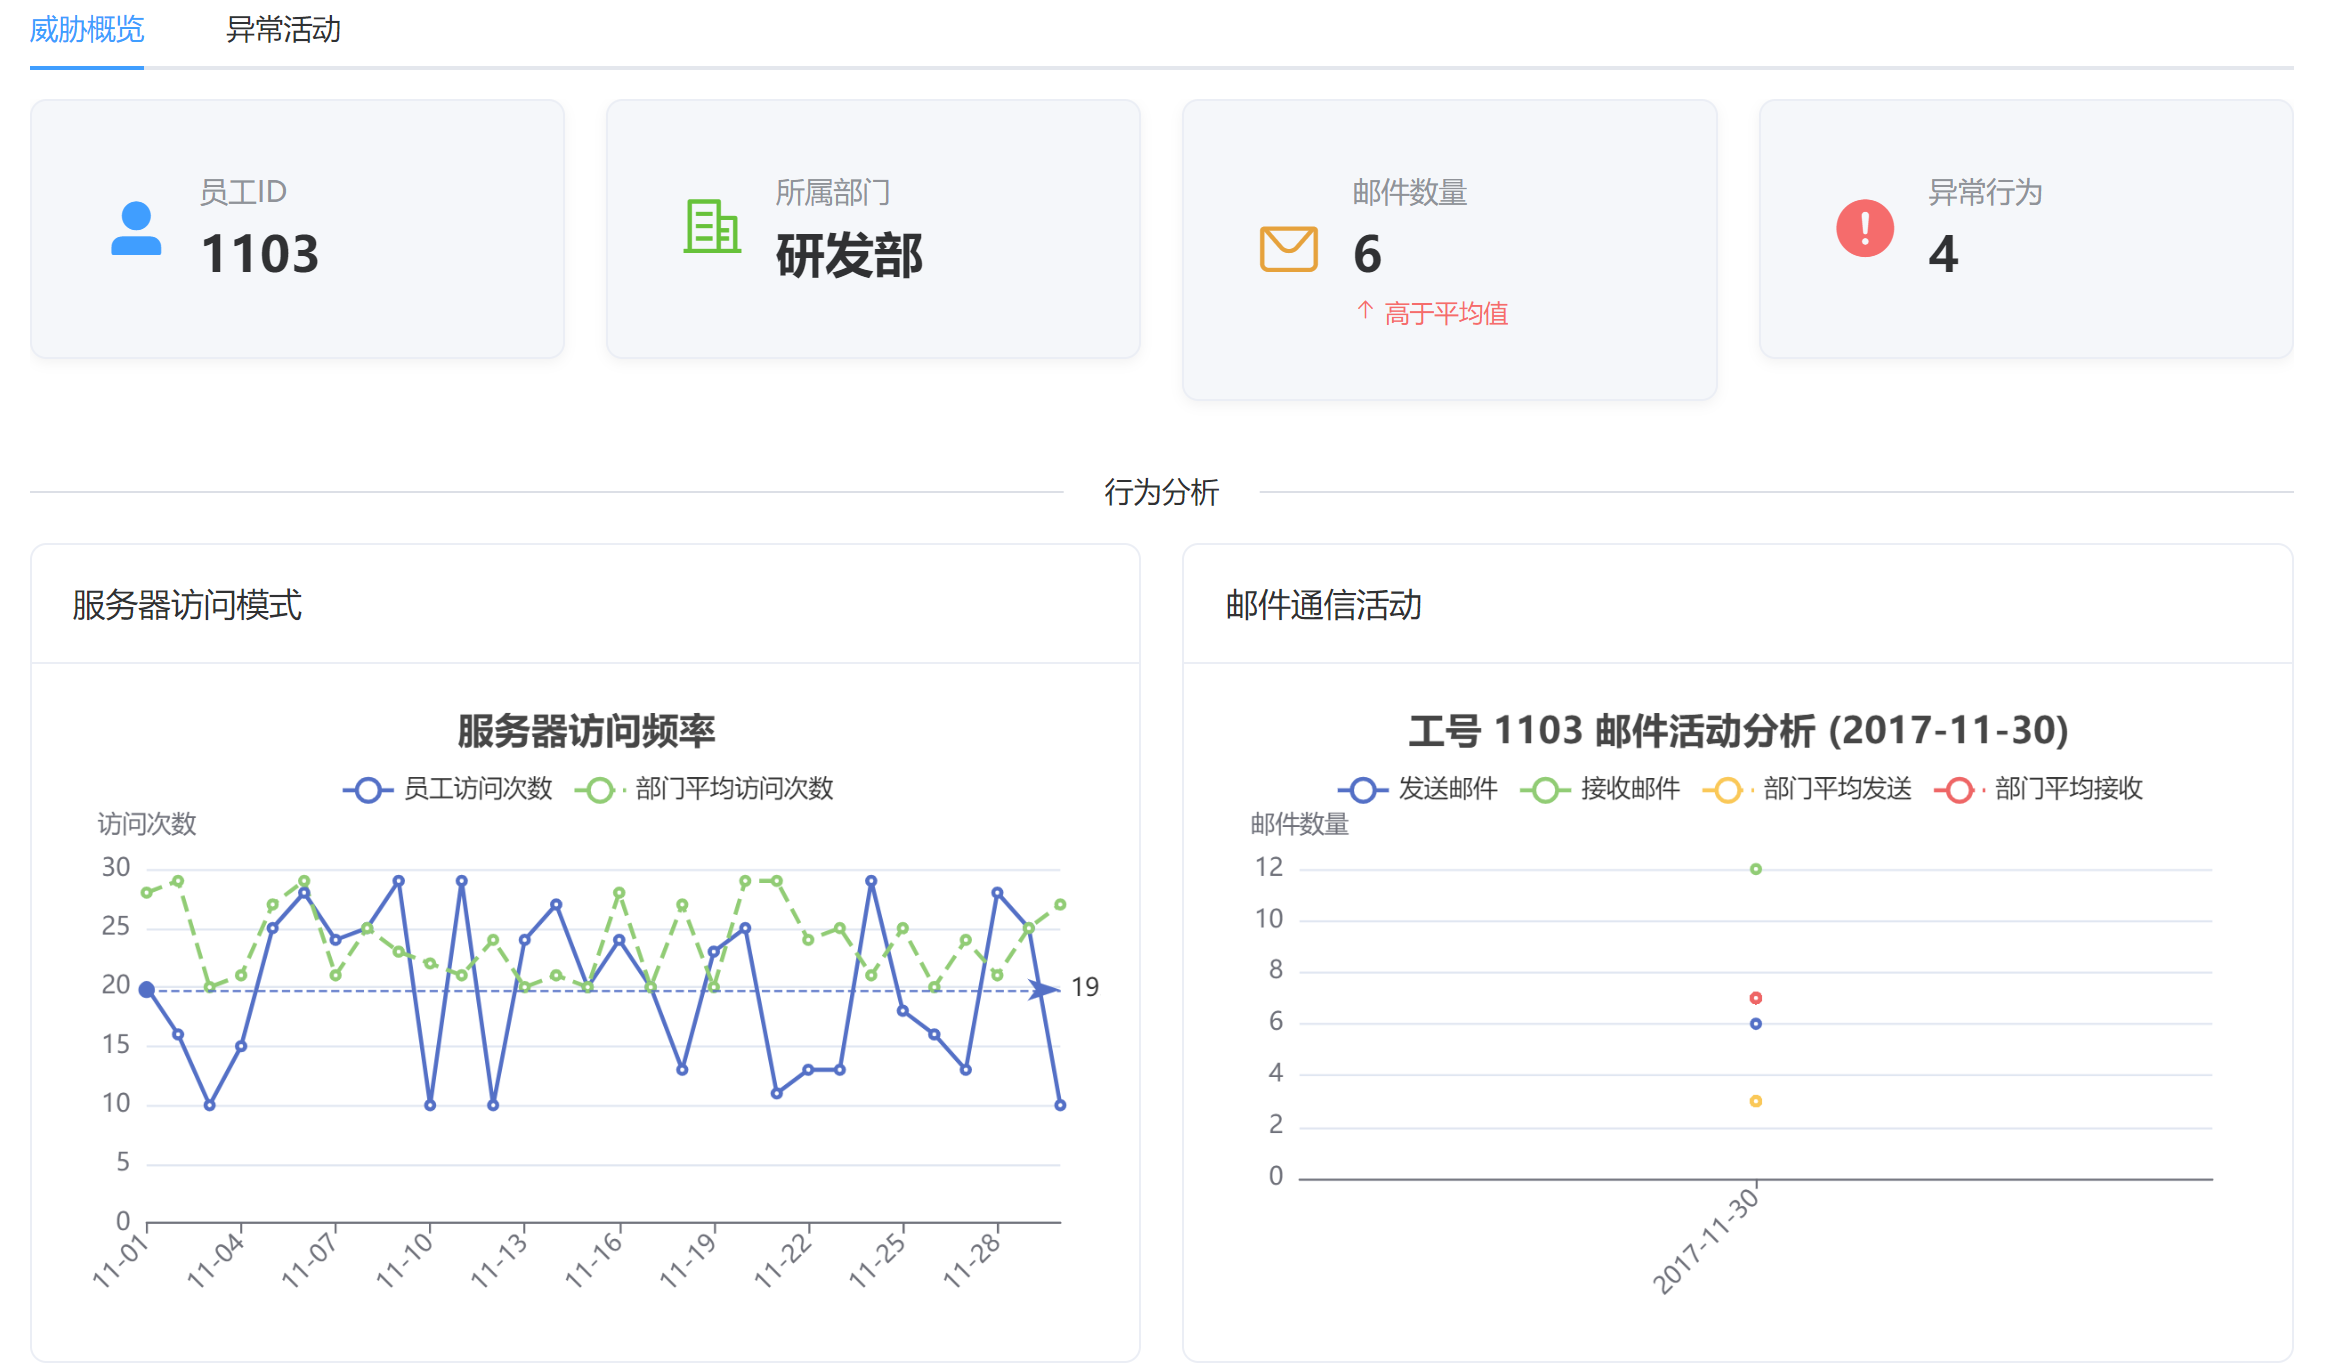 威胁概览 异常活动
员工ID
1103
所属部门
研发部
邮件数量
6
↑ 高于平均值
异常行为
4
行为分析
服务器访问模式
服务器访问频率
员工访问次数 部门平均访问次数
访问次数
30
25
20
15
10
5
0
19
11-01 11-04 11-07 11-10 11-13 11-16 11-19 11-22 11-25 11-28
邮件通信活动
工号 1103 邮件活动分析 (2017-11-30)
发送邮件 接收邮件 部门平均发送 部门平均接收
邮件数量
12
10
8
6
4
2
0
2017-11-30